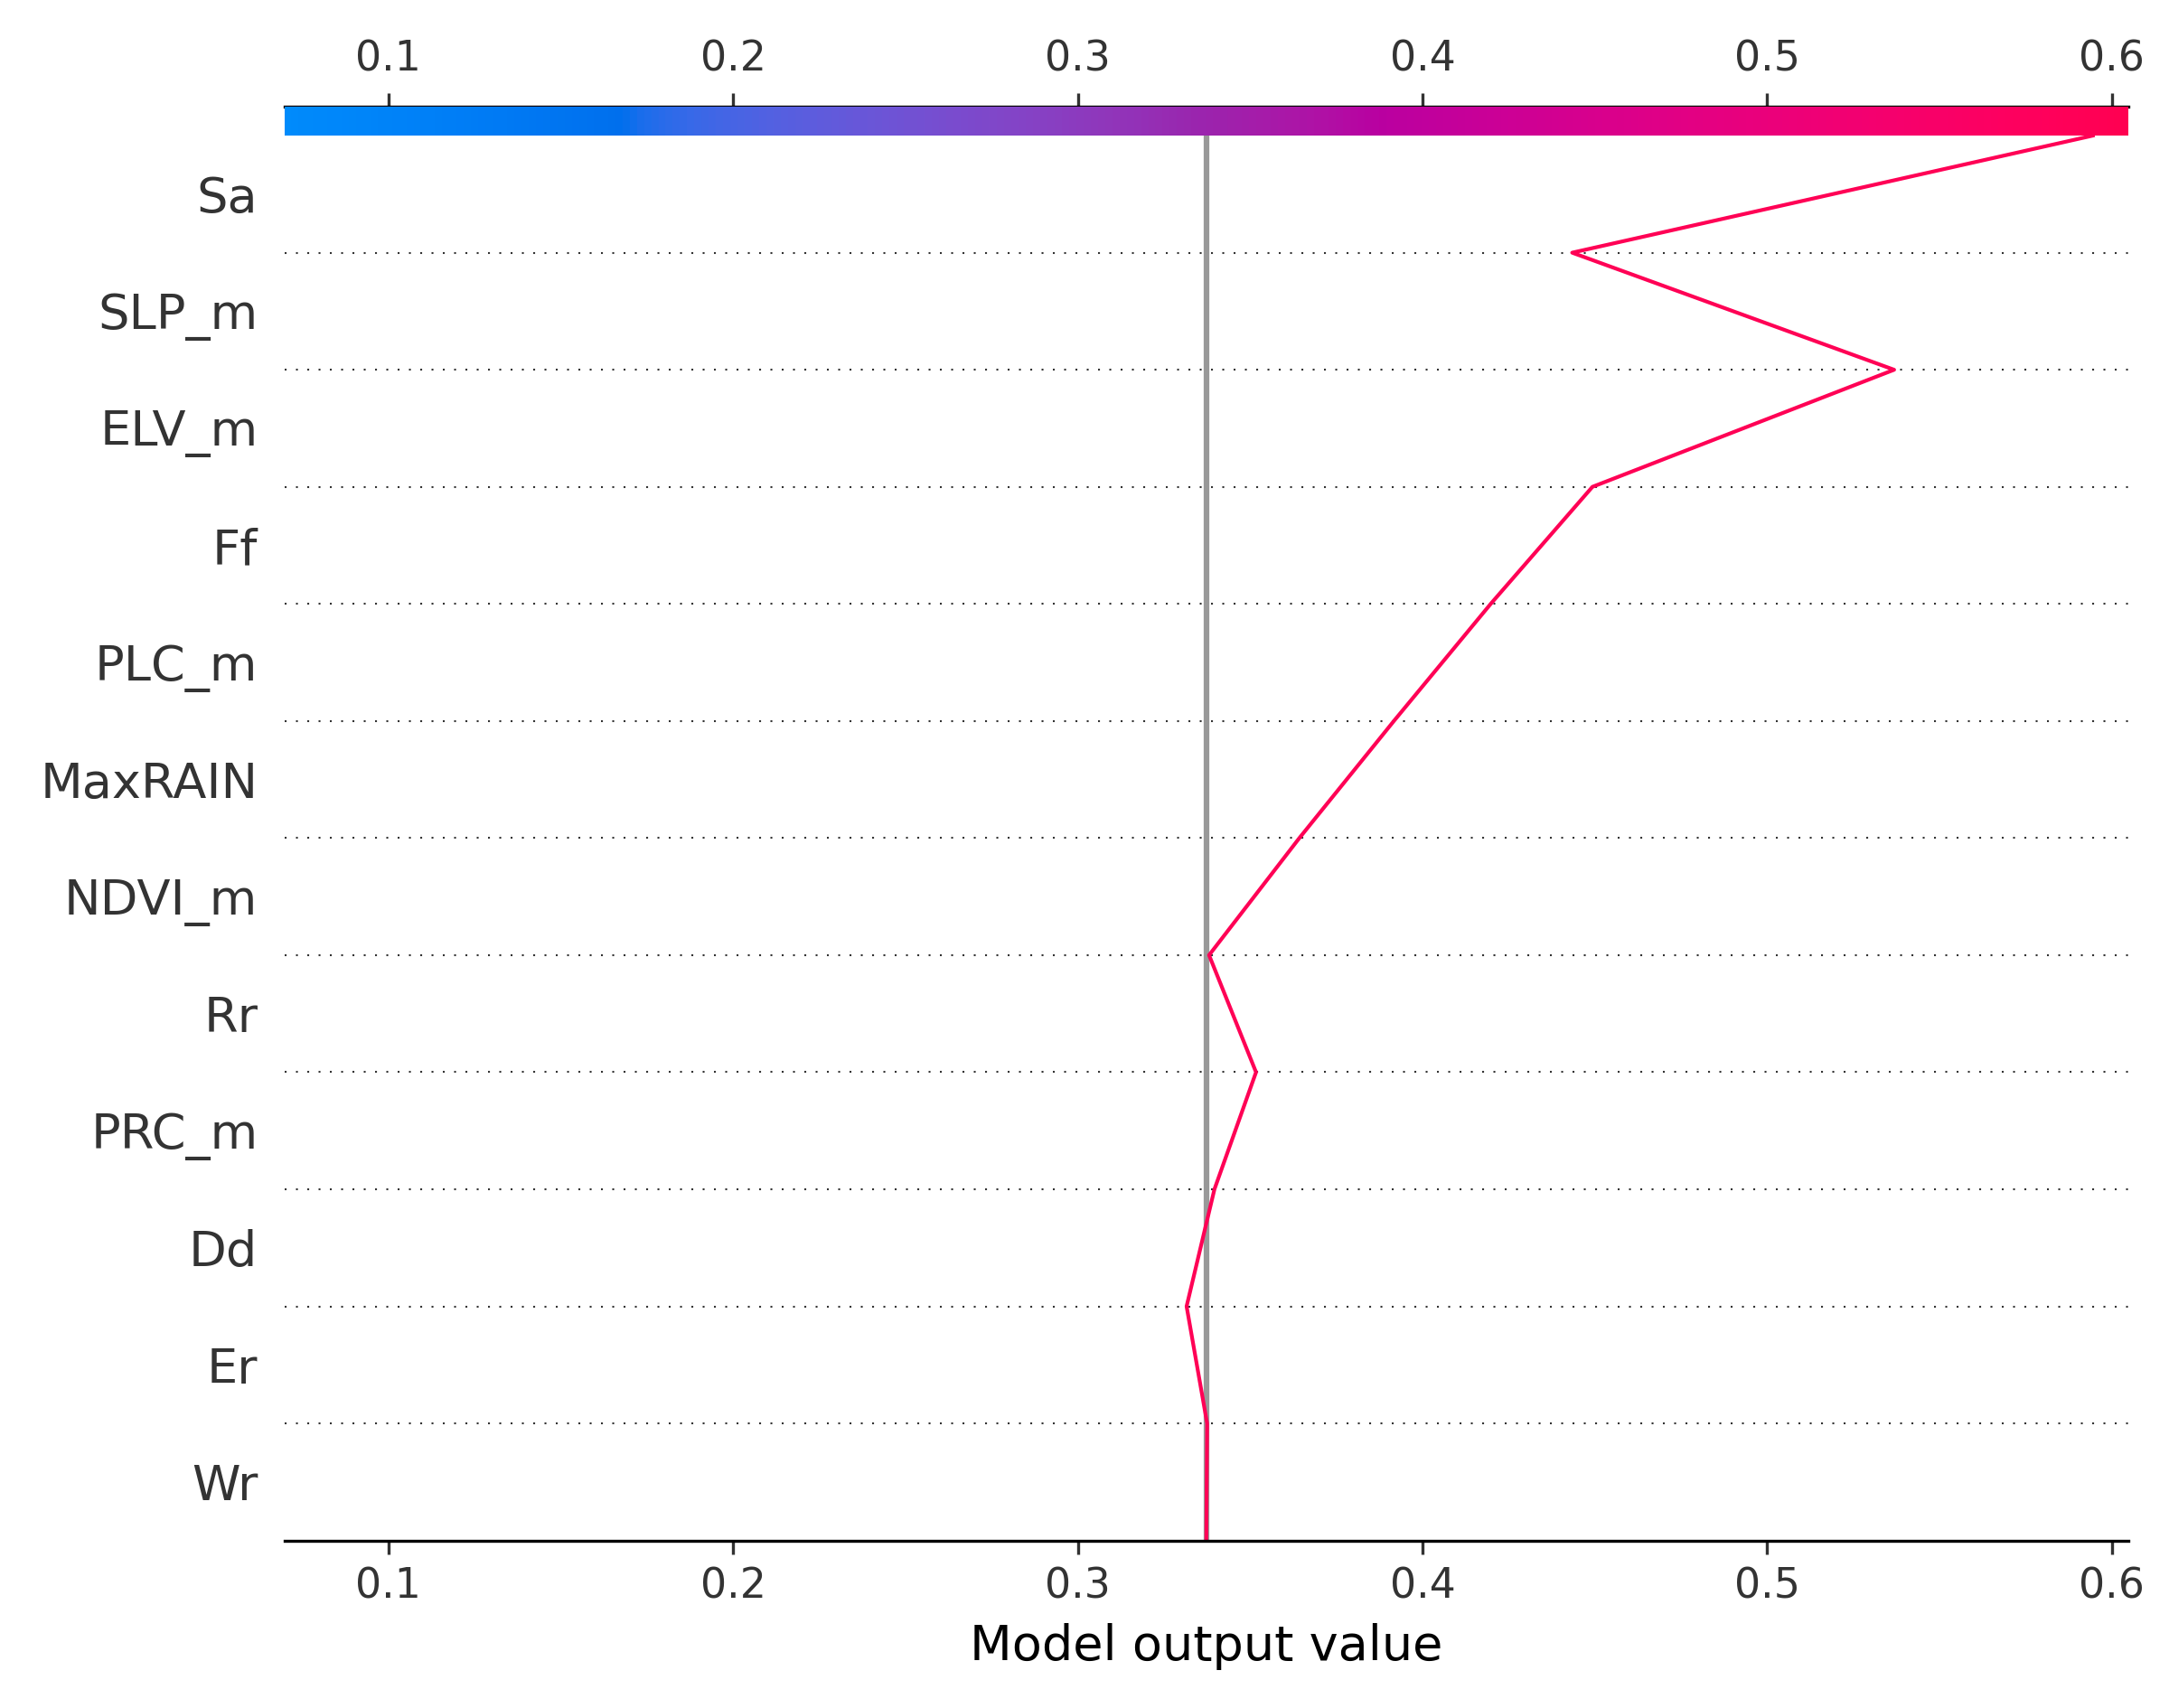 0.1 0.2 0.3 0.4 0.5 0.6
Sa
SLP_m
ELV_m
Ff
PLC_m
MaxRAIN
NDVI_m
Rr
PRC_m
Dd
Er
Wr
0.1 0.2 0.3 0.4 0.5 0.6
Model output value